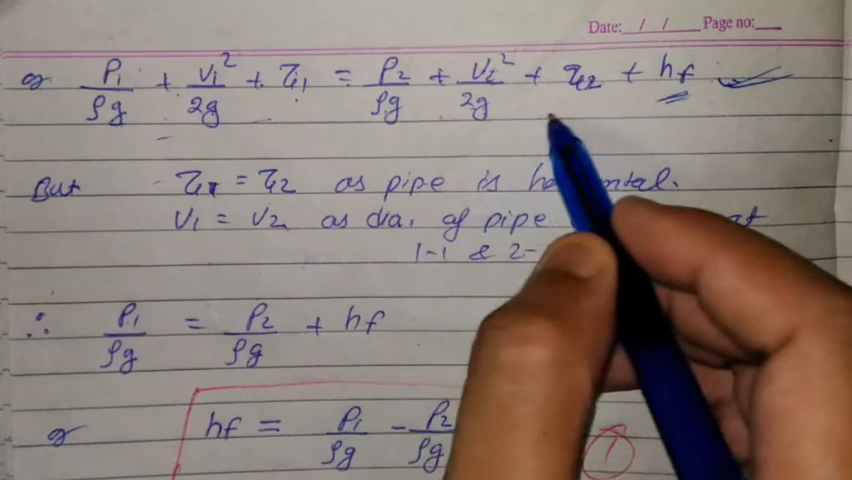 Date: / / Page no:
or P₁/ρg + V₁²/2g + Z₁ = P₂/ρg + V₂²/2g + Z₂ + hf
But Z₁ = Z₂ as pipe is
V₁ = V₂ as dia. of pipe at
1-1 & 2-
∴ P₁/ρg = P₂/ρg + hf
or hf = P₁/ρg - P₂/ρg
1